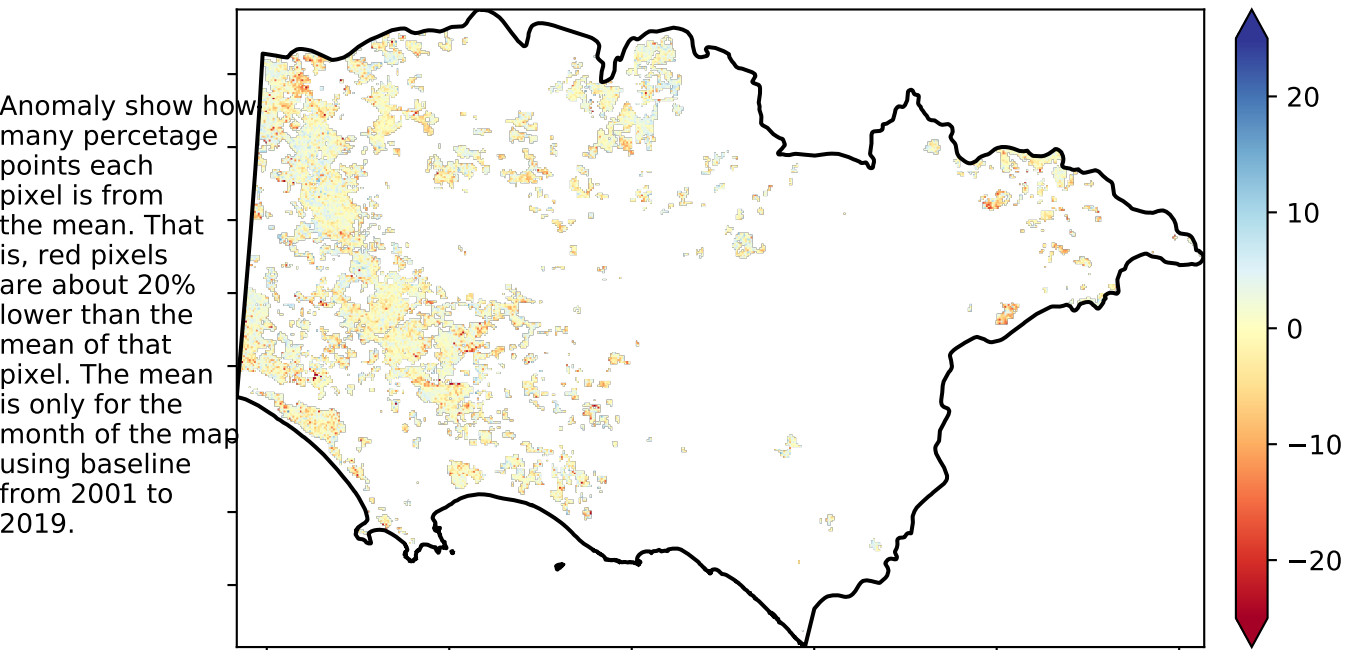 Anomaly show how
many percetage
points each
pixel is from
the mean. That
is, red pixels
are about 20%
lower than the
mean of that
pixel. The mean
is only for the
month of the map
using baseline
from 2001 to
2019.
20
10
0
−10
−20